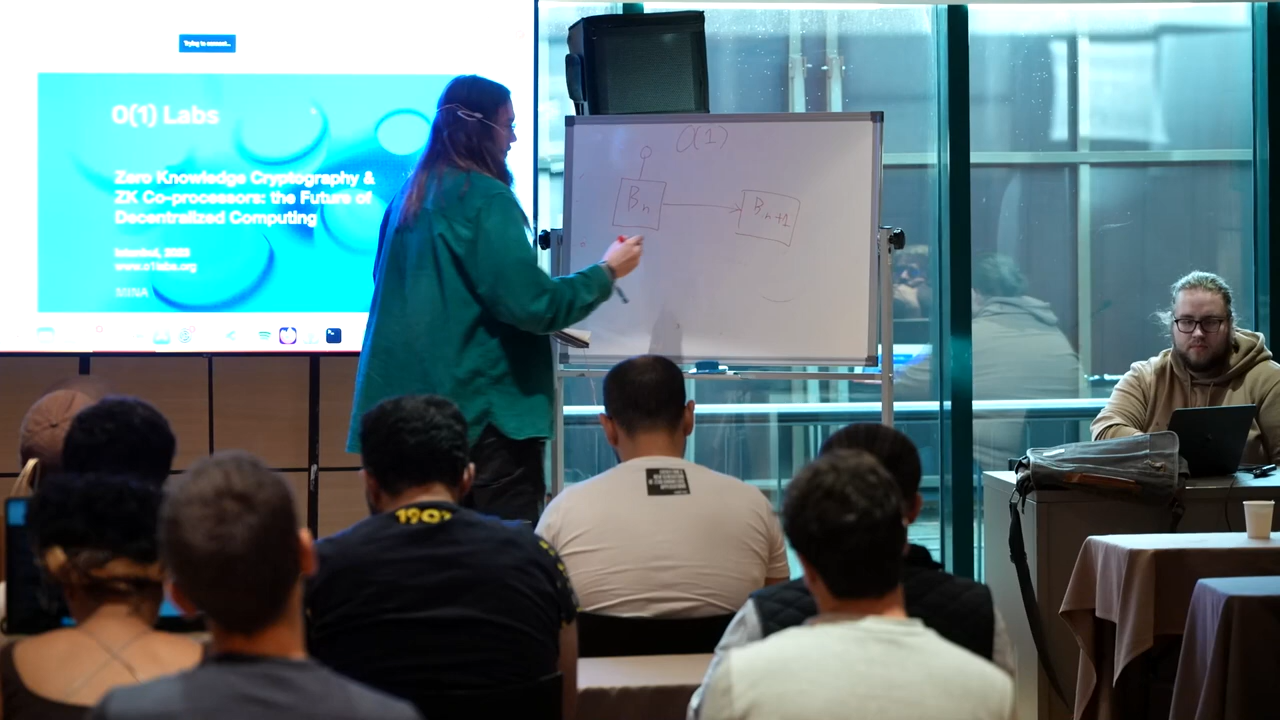 Trying to connect...
O(1) Labs
Zero Knowledge Cryptography &
ZK Co-processors: the Future of
Decentralized Computing
Istanbul, 2023
www.o1labs.org
MINA
O(1)
Bn
Bn+1
1907